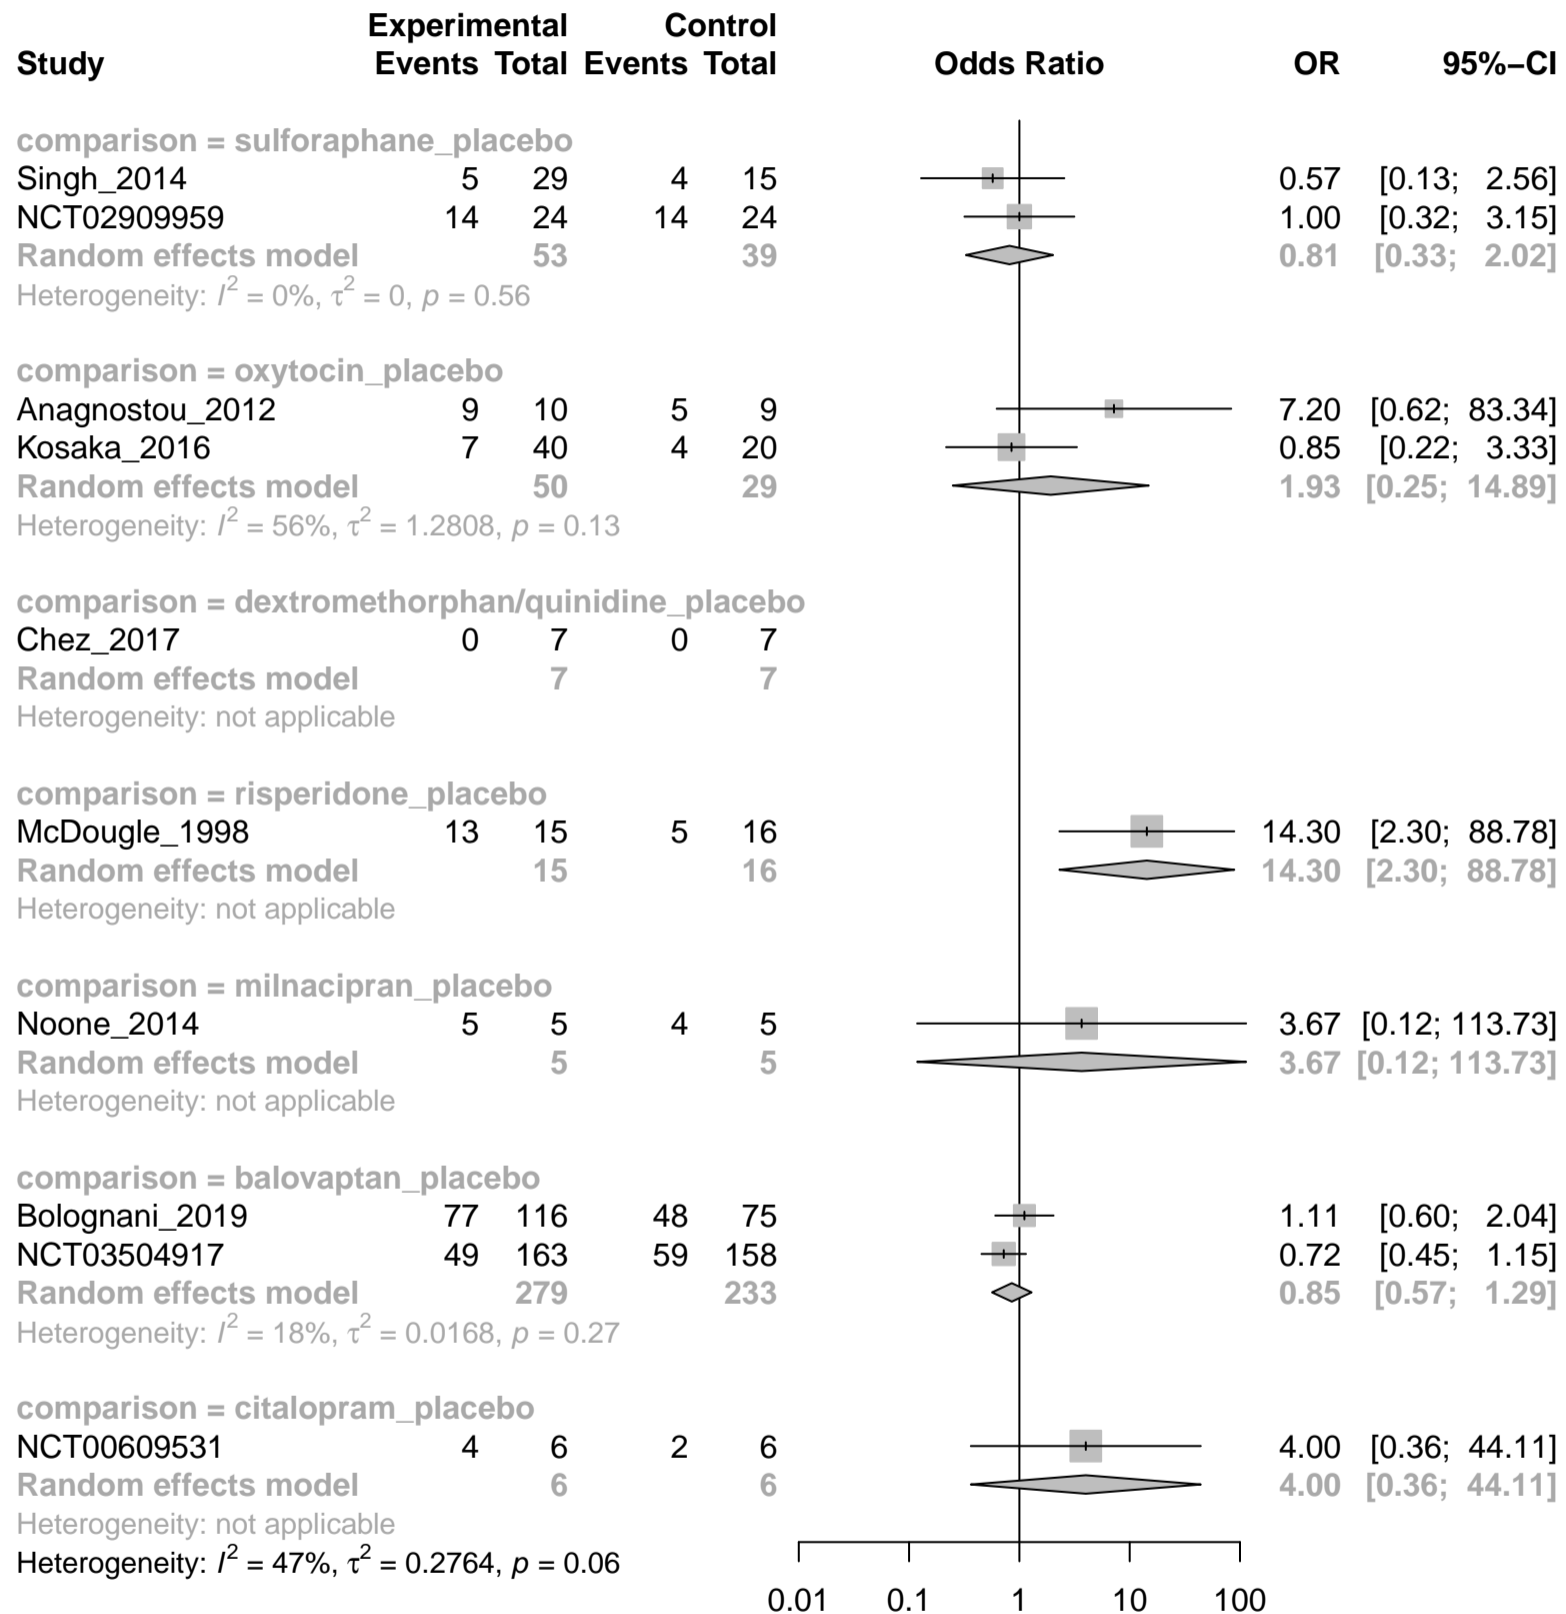 Experimental Control
Study Events Total Events Total Odds Ratio OR 95%−CI
comparison = sulforaphane_placebo
Singh_2014 5 29 4 15 0.57 [0.13; 2.56]
NCT02909959 14 24 14 24 1.00 [0.32; 3.15]
Random effects model 53 39 0.81 [0.33; 2.02]
Heterogeneity: I² = 0%, τ² = 0, p = 0.56
comparison = oxytocin_placebo
Anagnostou_2012 9 10 5 9 7.20 [0.62; 83.34]
Kosaka_2016 7 40 4 20 0.85 [0.22; 3.33]
Random effects model 50 29 1.93 [0.25; 14.89]
Heterogeneity: I² = 56%, τ² = 1.2808, p = 0.13
comparison = dextromethorphan/quinidine_placebo
Chez_2017 0 7 0 7
Random effects model 7 7
Heterogeneity: not applicable
comparison = risperidone_placebo
McDougle_1998 13 15 5 16 14.30 [2.30; 88.78]
Random effects model 15 16 14.30 [2.30; 88.78]
Heterogeneity: not applicable
comparison = milnacipran_placebo
Noone_2014 5 5 4 5 3.67 [0.12; 113.73]
Random effects model 5 5 3.67 [0.12; 113.73]
Heterogeneity: not applicable
comparison = balovaptan_placebo
Bolognani_2019 77 116 48 75 1.11 [0.60; 2.04]
NCT03504917 49 163 59 158 0.72 [0.45; 1.15]
Random effects model 279 233 0.85 [0.57; 1.29]
Heterogeneity: I² = 18%, τ² = 0.0168, p = 0.27
comparison = citalopram_placebo
NCT00609531 4 6 2 6 4.00 [0.36; 44.11]
Random effects model 6 6 4.00 [0.36; 44.11]
Heterogeneity: not applicable
Heterogeneity: I² = 47%, τ² = 0.2764, p = 0.06
0.01 0.1 1 10 100